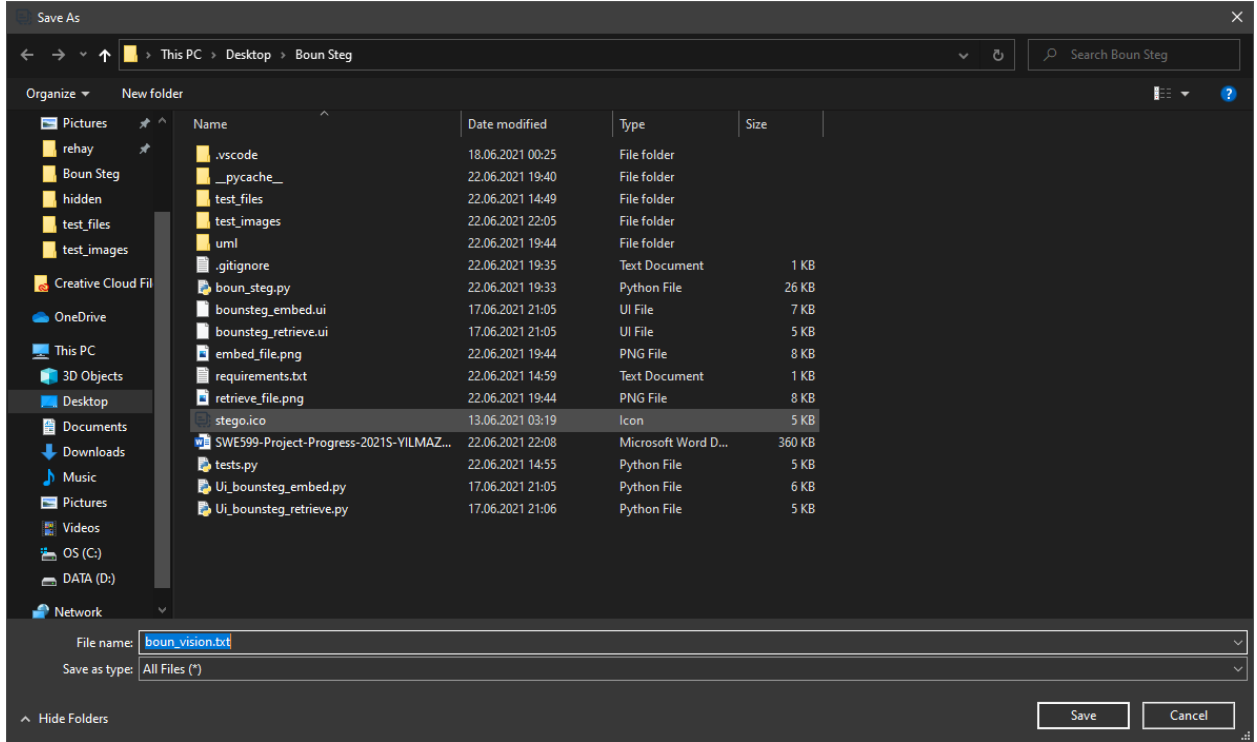 Save As
This PC > Desktop > Boun Steg
Search Boun Steg
Organize
New folder
Pictures
rehay
Boun Steg
hidden
test_files
test_images
Creative Cloud Fil
OneDrive
This PC
3D Objects
Desktop
Documents
Downloads
Music
Pictures
Videos
OS (C:)
DATA (D:)
Network
Name Date modified Type Size
.vscode 18.06.2021 00:25 File folder
__pycache__ 22.06.2021 19:40 File folder
test_files 22.06.2021 14:49 File folder
test_images 22.06.2021 22:05 File folder
uml 22.06.2021 19:44 File folder
.gitignore 22.06.2021 19:35 Text Document 1 KB
boun_steg.py 22.06.2021 19:33 Python File 26 KB
bounsteg_embed.ui 17.06.2021 21:05 UI File 7 KB
bounsteg_retrieve.ui 17.06.2021 21:05 UI File 5 KB
embed_file.png 22.06.2021 19:44 PNG File 8 KB
requirements.txt 22.06.2021 14:59 Text Document 1 KB
retrieve_file.png 22.06.2021 19:44 PNG File 8 KB
stego.ico 13.06.2021 03:19 Icon 5 KB
SWE599-Project-Progress-2021S-YILMAZ... 22.06.2021 22:08 Microsoft Word D... 360 KB
tests.py 22.06.2021 14:55 Python File 5 KB
Ui_bounsteg_embed.py 17.06.2021 21:05 Python File 6 KB
Ui_bounsteg_retrieve.py 17.06.2021 21:06 Python File 5 KB
File name: boun_vision.txt
Save as type: All Files (*)
Hide Folders
Save
Cancel